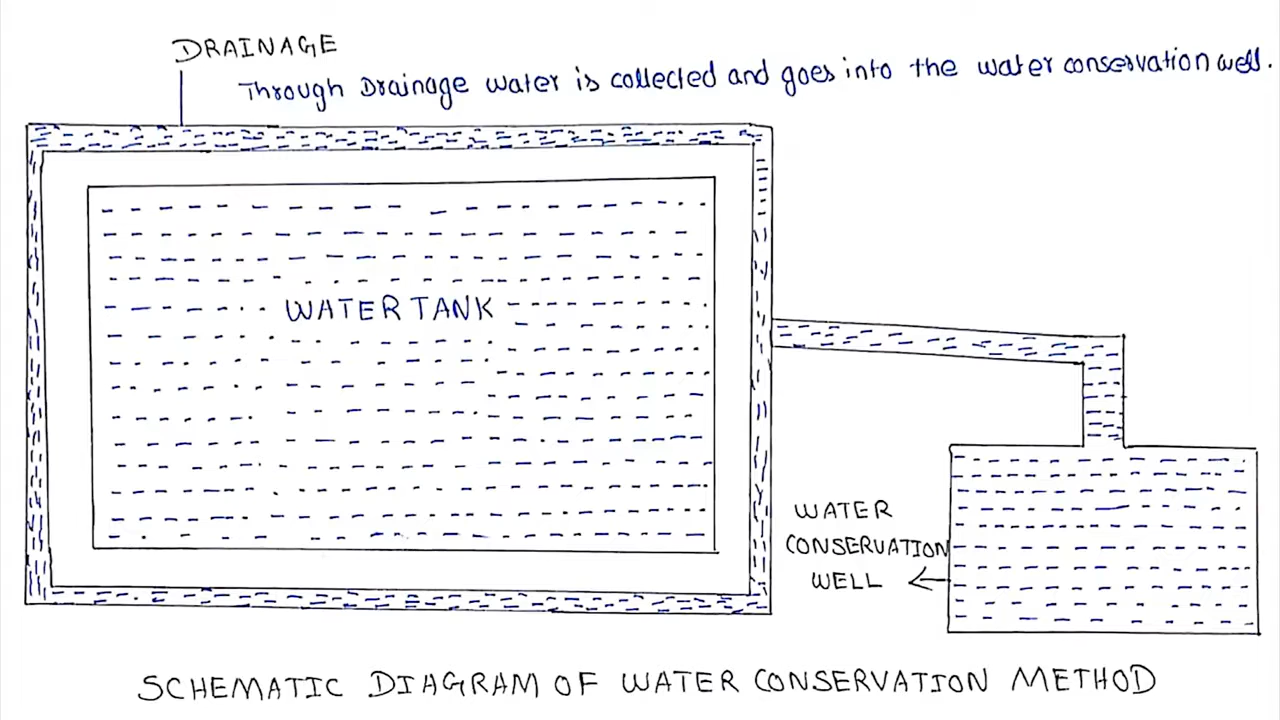 DRAINAGE
Through Drainage water is collected and goes into the water conservation well.
WATER TANK
WATER
CONSERVATION
WELL
SCHEMATIC DIAGRAM OF WATER CONSERVATION METHOD